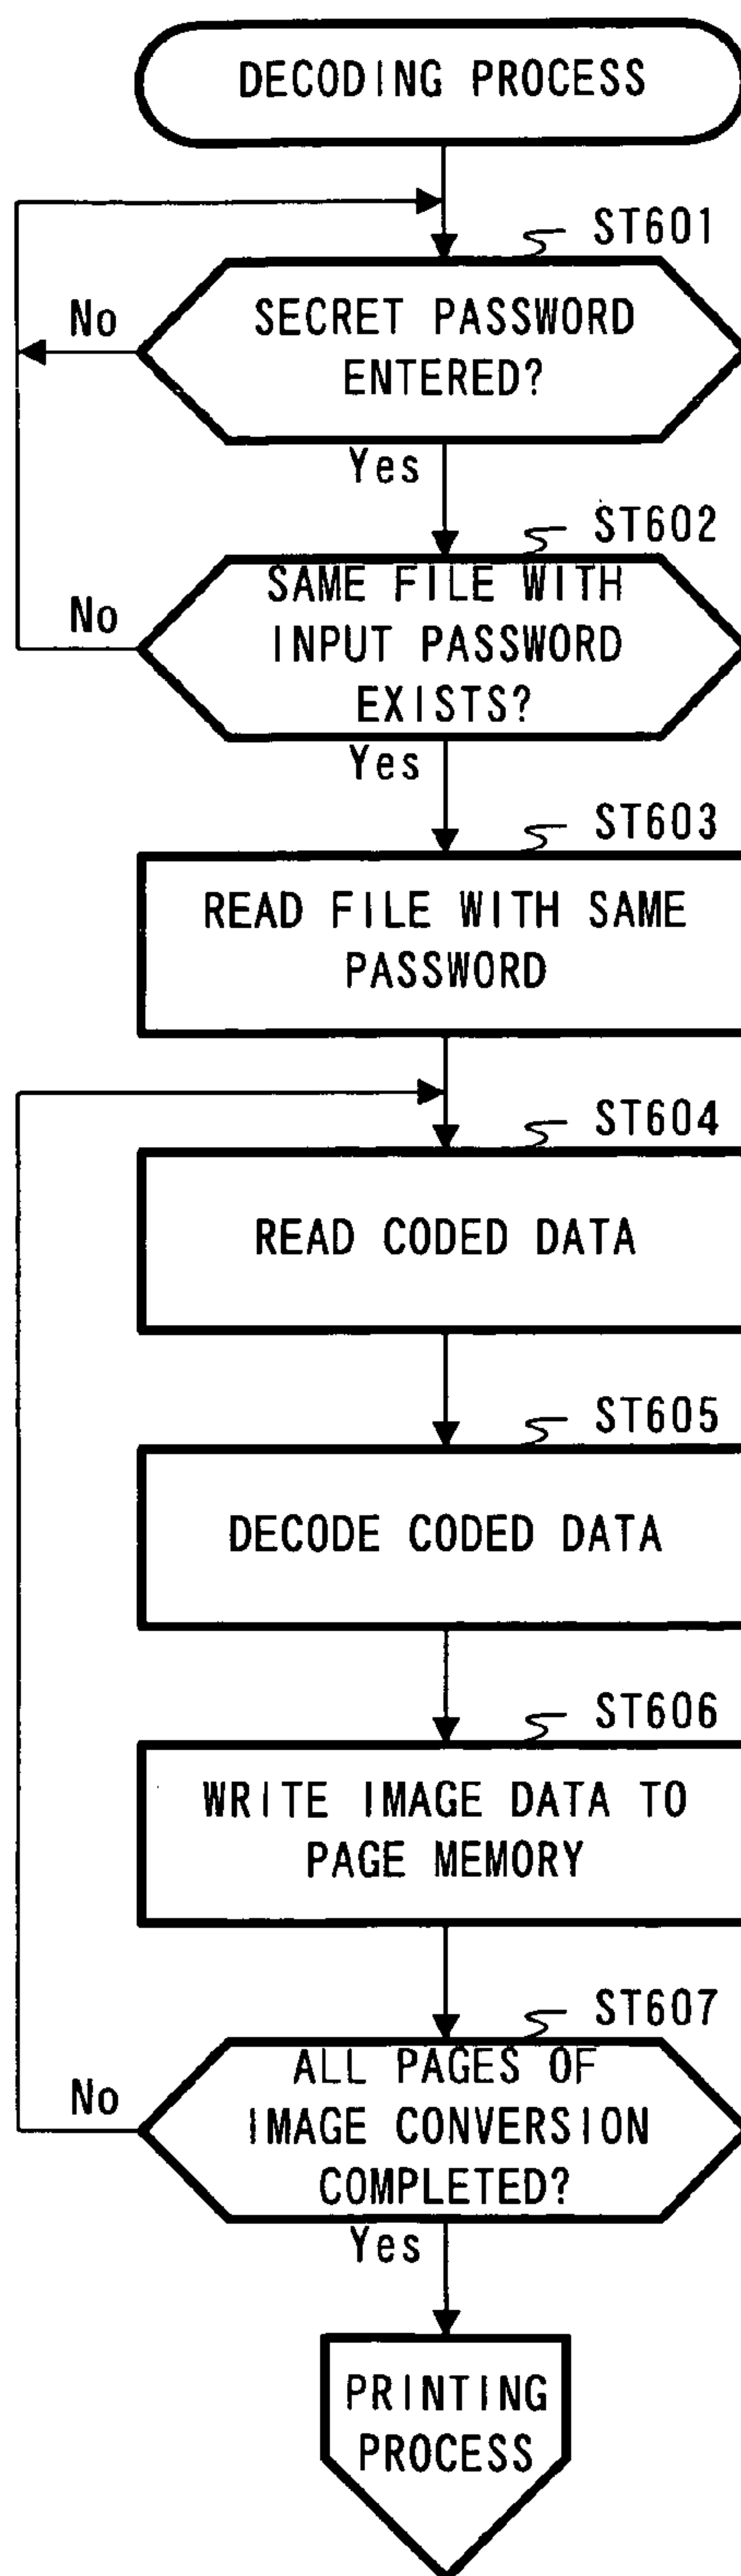 DECODING PROCESS
ST601
SECRET PASSWORD
ENTERED?
No
Yes
ST602
SAME FILE WITH
INPUT PASSWORD
EXISTS?
No
Yes
ST603
READ FILE WITH SAME
PASSWORD
ST604
READ CODED DATA
ST605
DECODE CODED DATA
ST606
WRITE IMAGE DATA TO
PAGE MEMORY
ST607
ALL PAGES OF
IMAGE CONVERSION
COMPLETED?
No
Yes
PRINTING
PROCESS